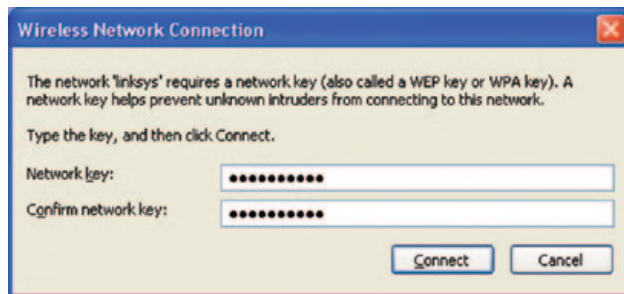 Wireless Network Connection
The network 'linksys' requires a network key (also called a WEP key or WPA key). A
network key helps prevent unknown intruders from connecting to this network.
Type the key, and then click Connect.
Network key: ••••••••••
Confirm network key: ••••••••••
Connect Cancel